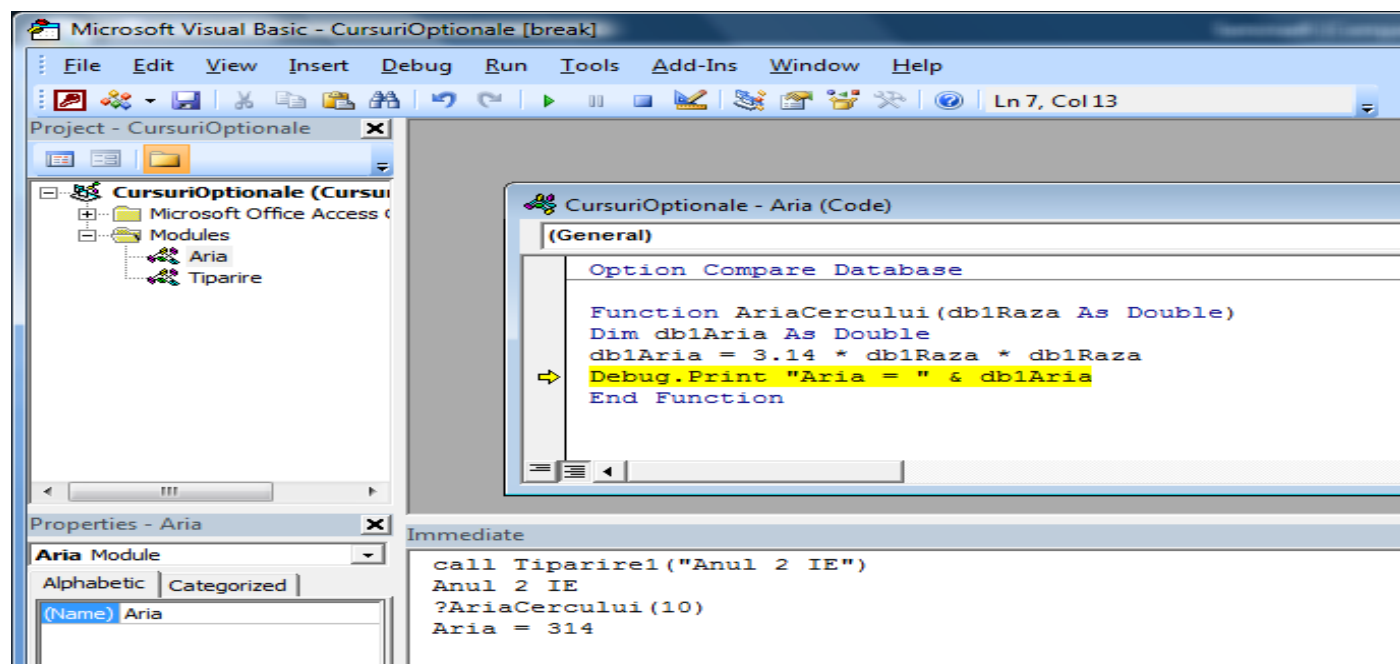 Microsoft Visual Basic - CursuriOptionale [break]
File Edit View Insert Debug Run Tools Add-Ins Window Help
Ln 7, Col 13
Project - CursuriOptionale
CursuriOptionale (Cursu
Microsoft Office Access
Modules
Aria
Tiparire
CursuriOptionale - Aria (Code)
(General)
Option Compare Database
Function AriaCercului(db1Raza As Double)
Dim db1Aria As Double
db1Aria = 3.14 * db1Raza * db1Raza
Debug.Print "Aria = " & db1Aria
End Function
Properties - Aria
Aria Module
Alphabetic Categorized
(Name) Aria
Immediate
call Tiparire1("Anul 2 IE")
Anul 2 IE
?AriaCercului(10)
Aria = 314